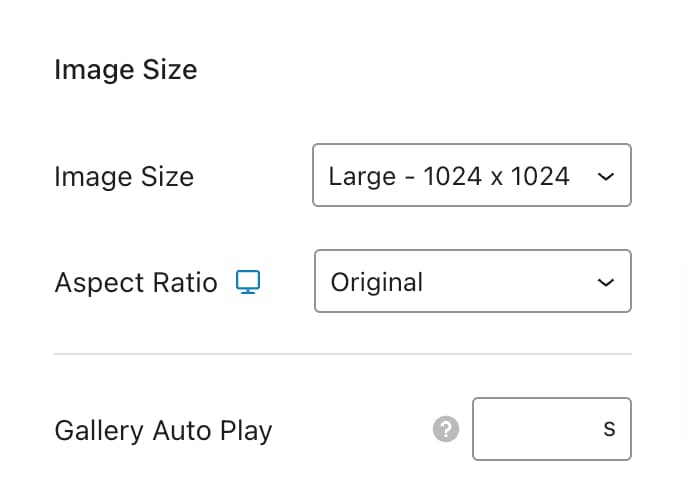 Image Size
Image Size Large - 1024 x 1024
Aspect Ratio Original
Gallery Auto Play ? s